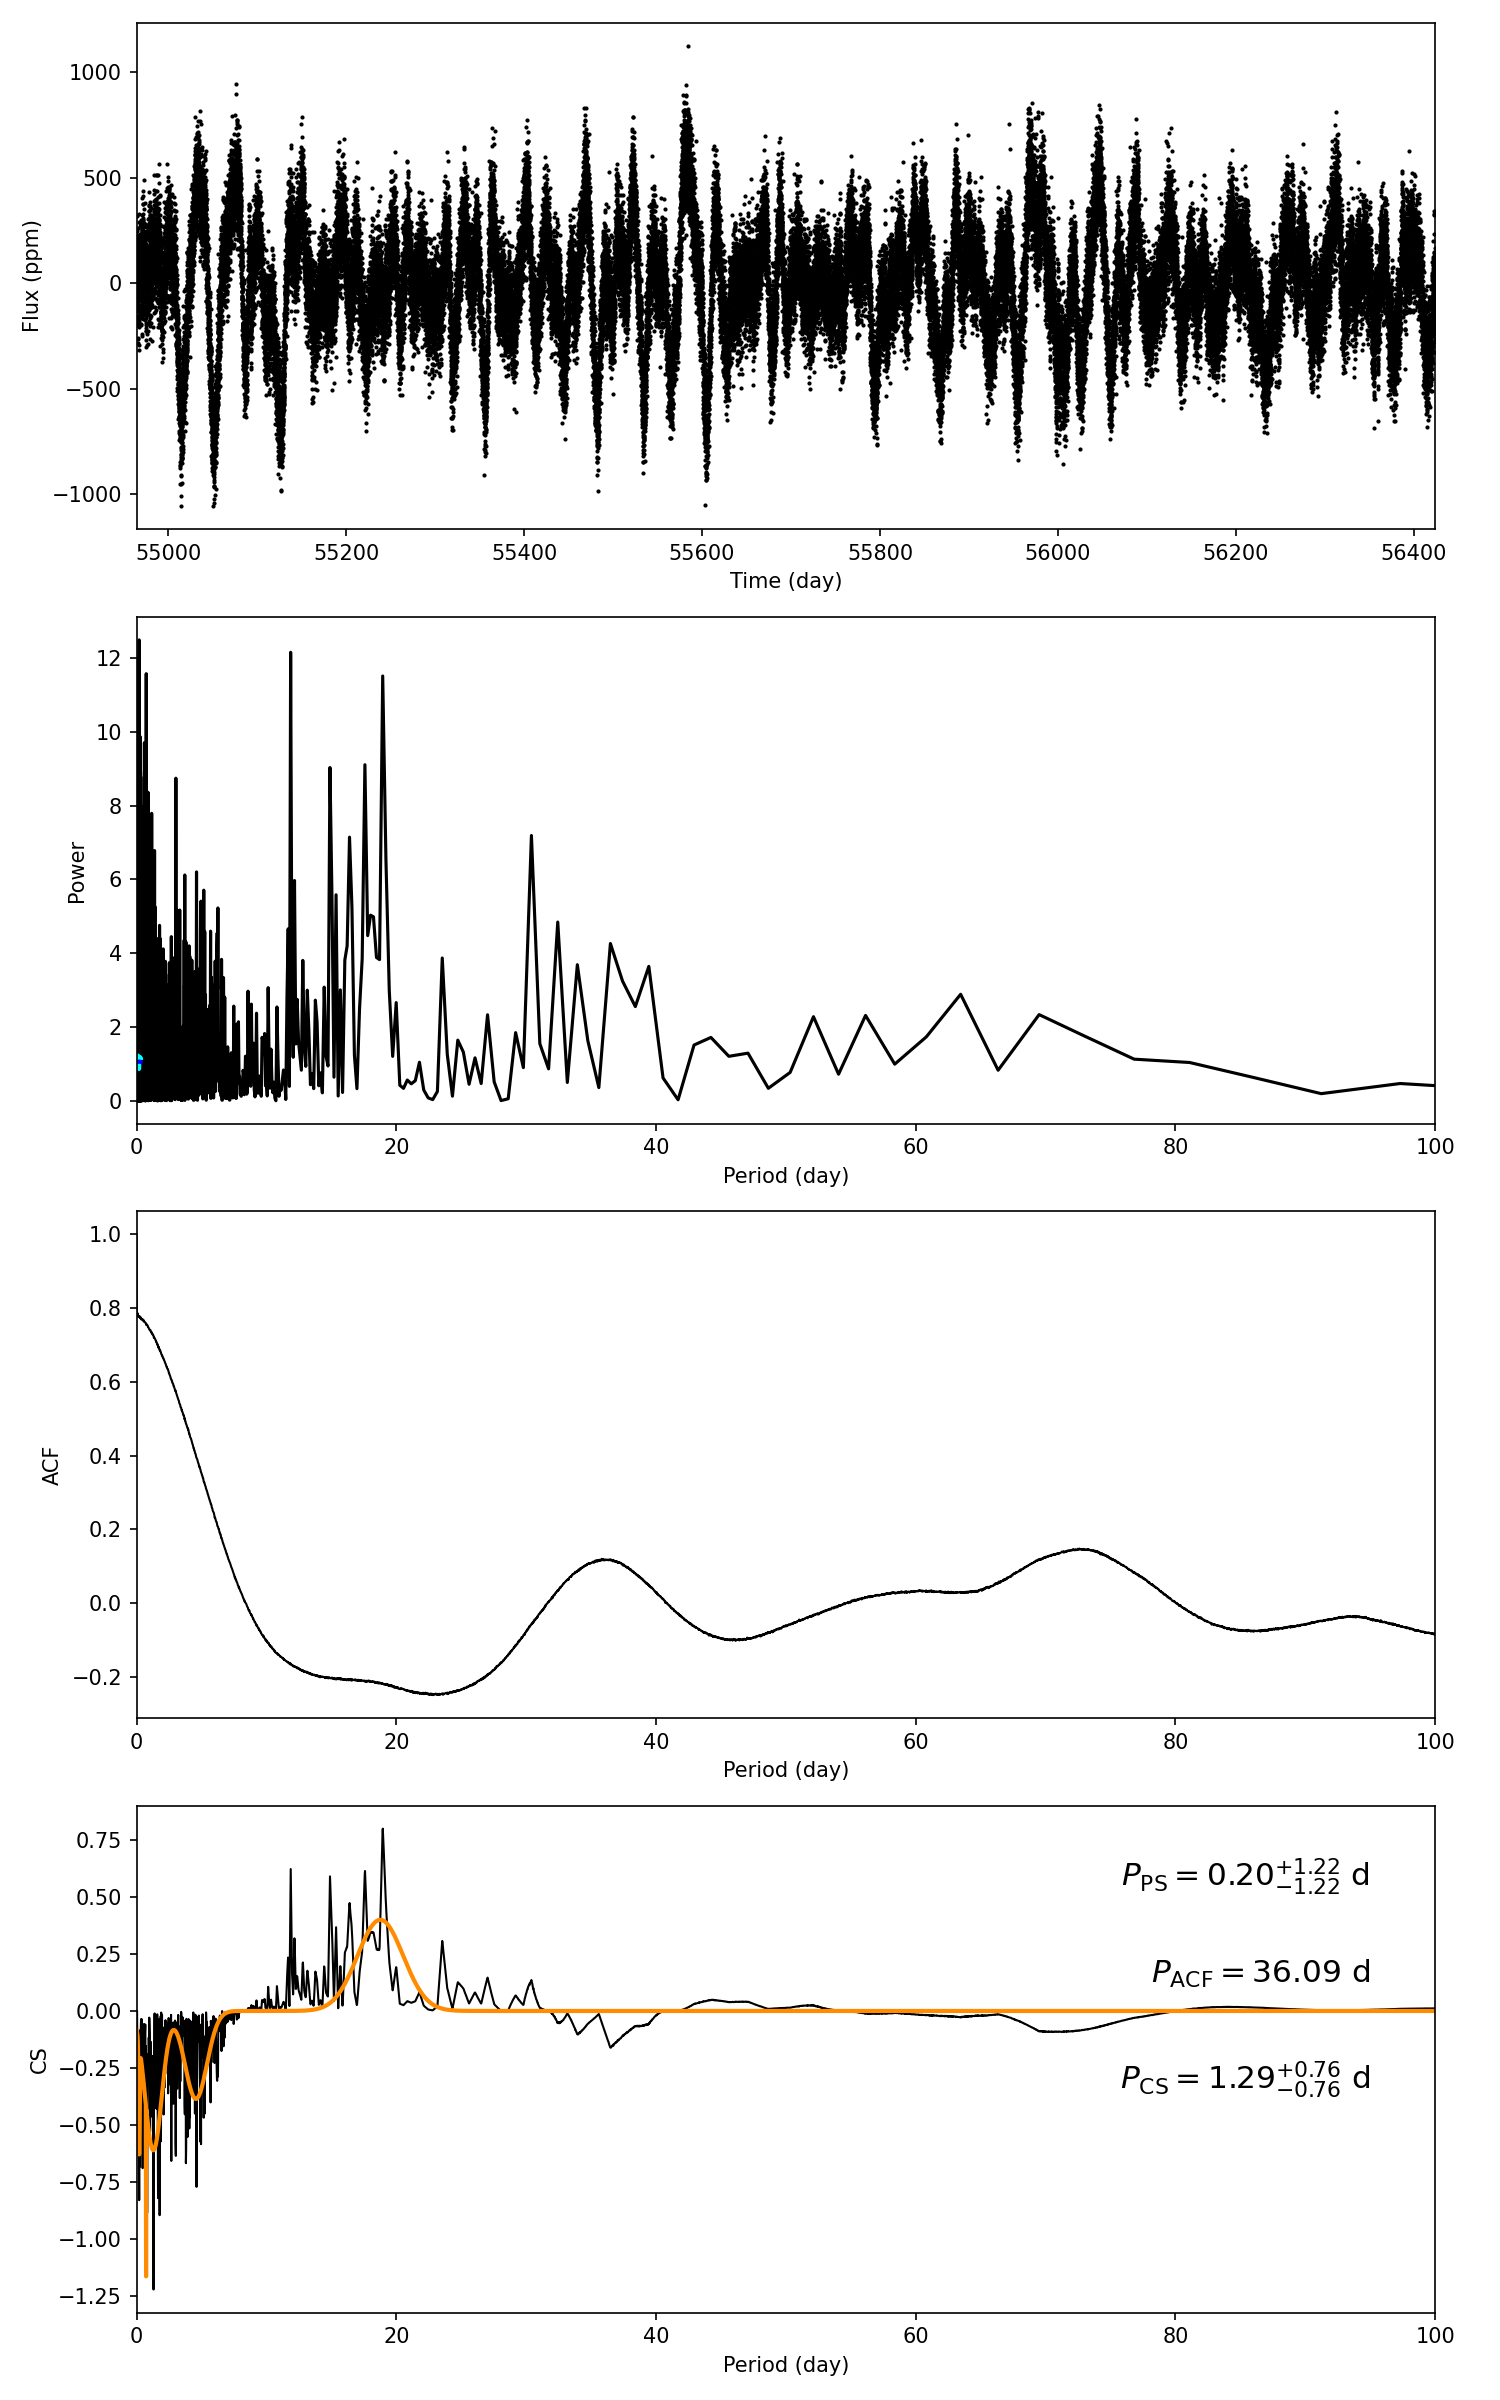 1000
500
0
−500
−1000
Flux (ppm)
55000 55200 55400 55600 55800 56000 56200 56400
Time (day)
12
10
8
6
4
2
0
Power
0 20 40 60 80 100
Period (day)
1.0
0.8
0.6
0.4
0.2
0.0
−0.2
ACF
0 20 40 60 80 100
Period (day)
0.75
0.50
0.25
0.00
−0.25
−0.50
−0.75
−1.00
−1.25
CS
P_PS = 0.20^{+1.22}_{−1.22} d
P_ACF = 36.09 d
P_CS = 1.29^{+0.76}_{−0.76} d
0 20 40 60 80 100
Period (day)